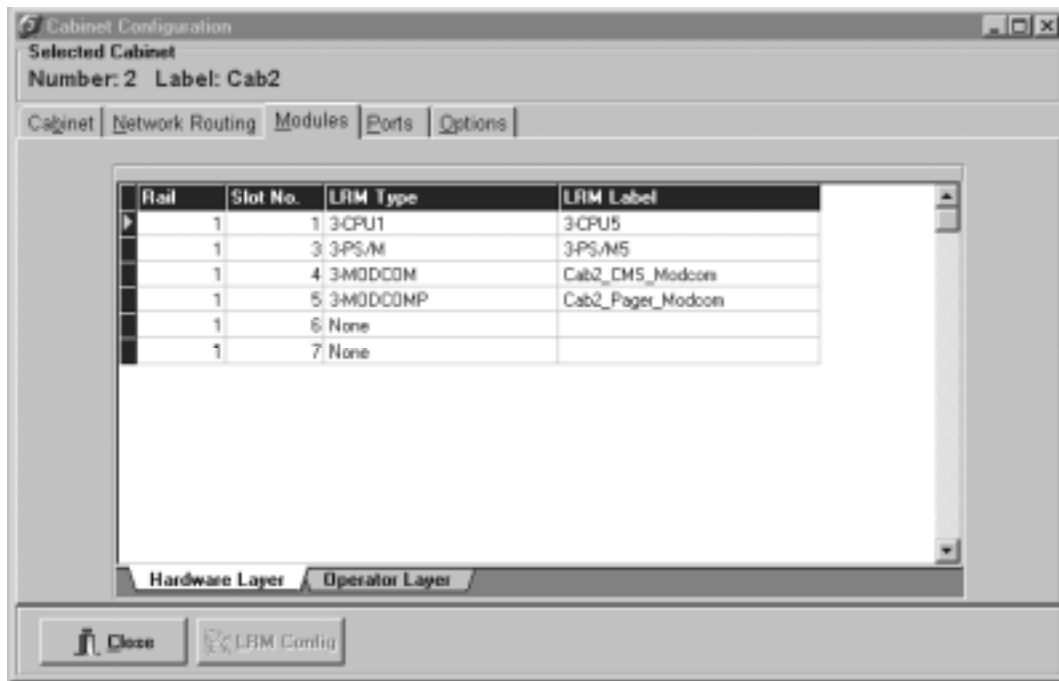 Cabinet Configuration
Selected Cabinet
Number: 2 Label: Cab2
Cabinet Network Routing Modules Ports Options
Rail Slot No. LRM Type LRM Label
1 1 3-CPU1 3-CPU5
1 3 3-PS/M 3-PS/M5
1 4 3-MODCOM Cab2_CMS_Modcom
1 5 3-MODCOMP Cab2_Pager_Modcom
1 6 None
1 7 None
Hardware Layer Operator Layer
Close LRM Config